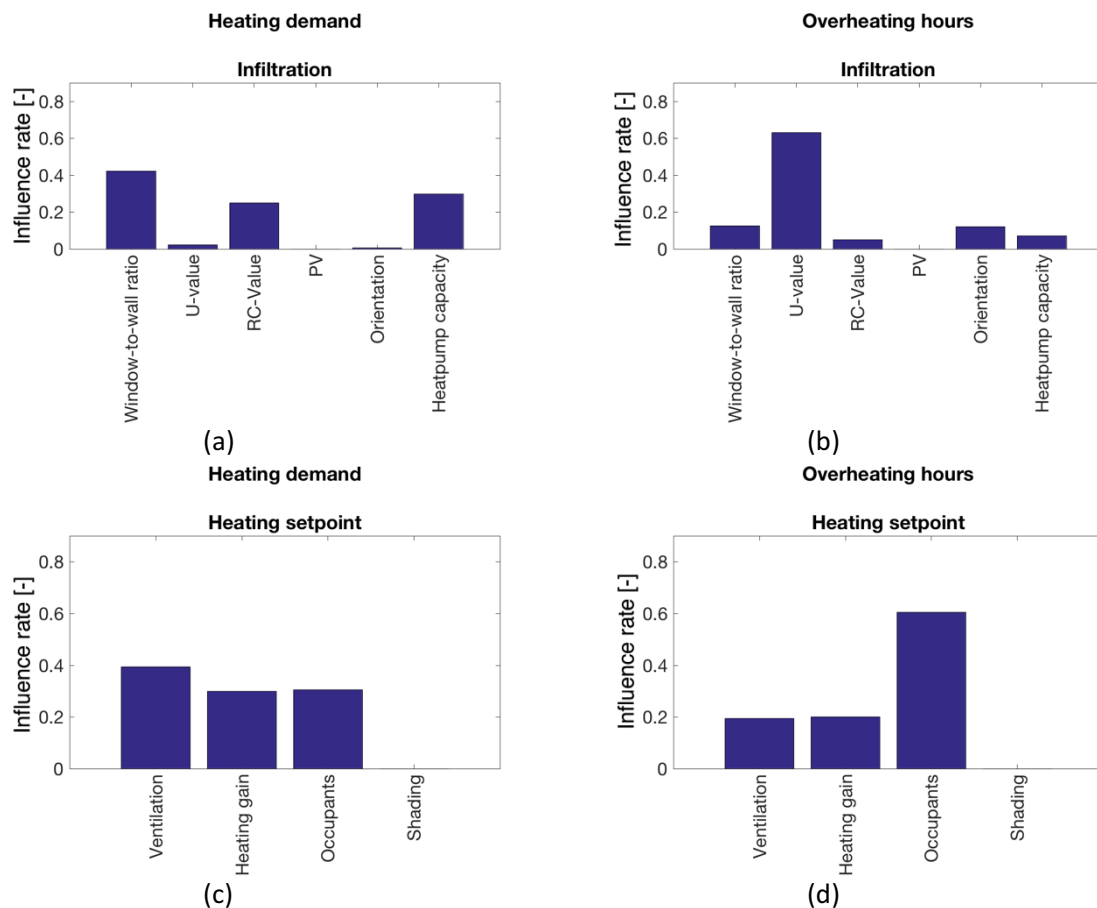 Heating demand
Infiltration
Influence rate [-]
0.8
0.6
0.4
0.2
0
Window-to-wall ratio
U-value
RC-Value
PV
Orientation
Heatpump capacity
(a)
Overheating hours
Infiltration
Influence rate [-]
0.8
0.6
0.4
0.2
0
Window-to-wall ratio
U-value
RC-Value
PV
Orientation
Heatpump capacity
(b)
Heating demand
Heating setpoint
Influence rate [-]
0.8
0.6
0.4
0.2
0
Ventilation
Heating gain
Occupants
Shading
(c)
Overheating hours
Heating setpoint
Influence rate [-]
0.8
0.6
0.4
0.2
0
Ventilation
Heating gain
Occupants
Shading
(d)